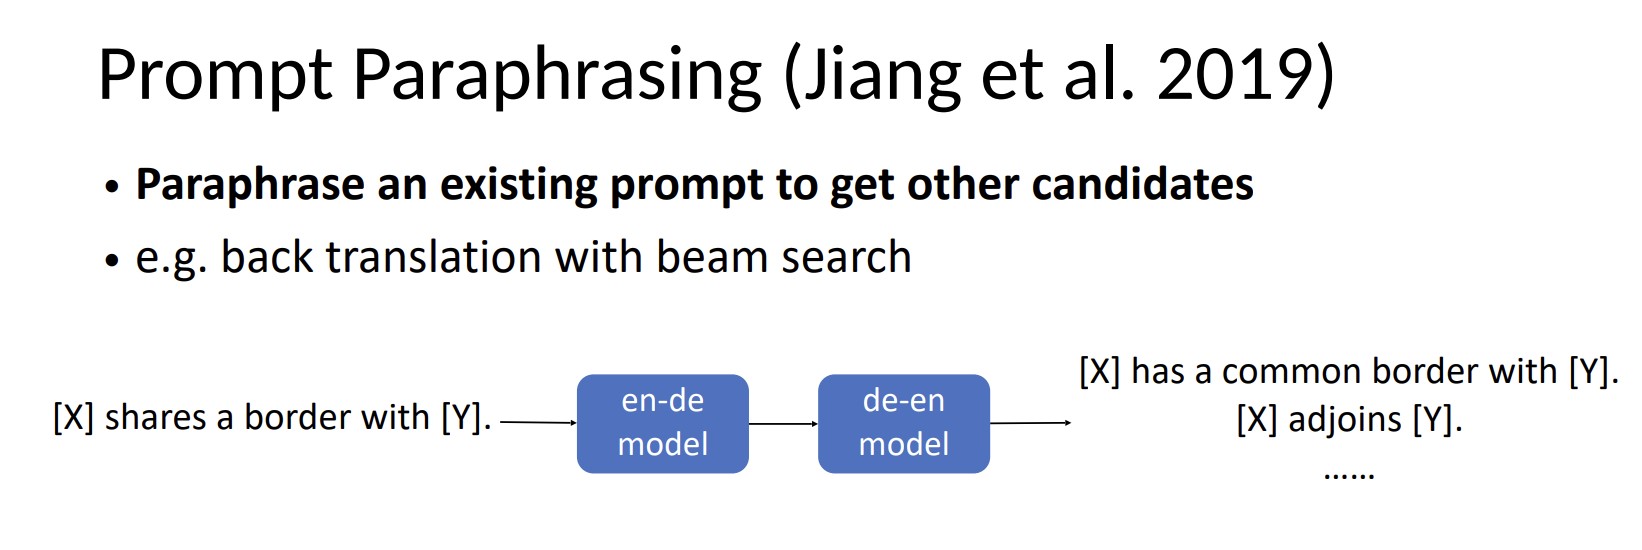 Prompt Paraphrasing (Jiang et al. 2019)
• Paraphrase an existing prompt to get other candidates
• e.g. back translation with beam search
[X] shares a border with [Y].
en-de
model
de-en
model
[X] has a common border with [Y].
[X] adjoins [Y].
......